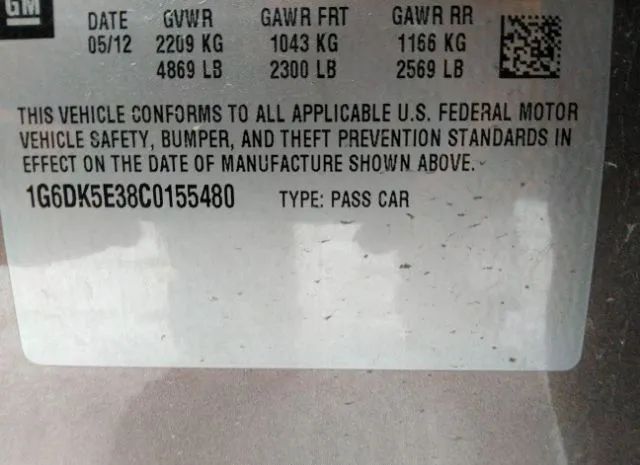 GM
DATE GVWR GAWR FRT GAWR RR
05/12 2209 KG 1043 KG 1166 KG
4869 LB 2300 LB 2569 LB
THIS VEHICLE CONFORMS TO ALL APPLICABLE U.S. FEDERAL MOTOR
VEHICLE SAFETY, BUMPER, AND THEFT PREVENTION STANDARDS IN
EFFECT ON THE DATE OF MANUFACTURE SHOWN ABOVE.
1G6DK5E38C0155480 TYPE: PASS CAR